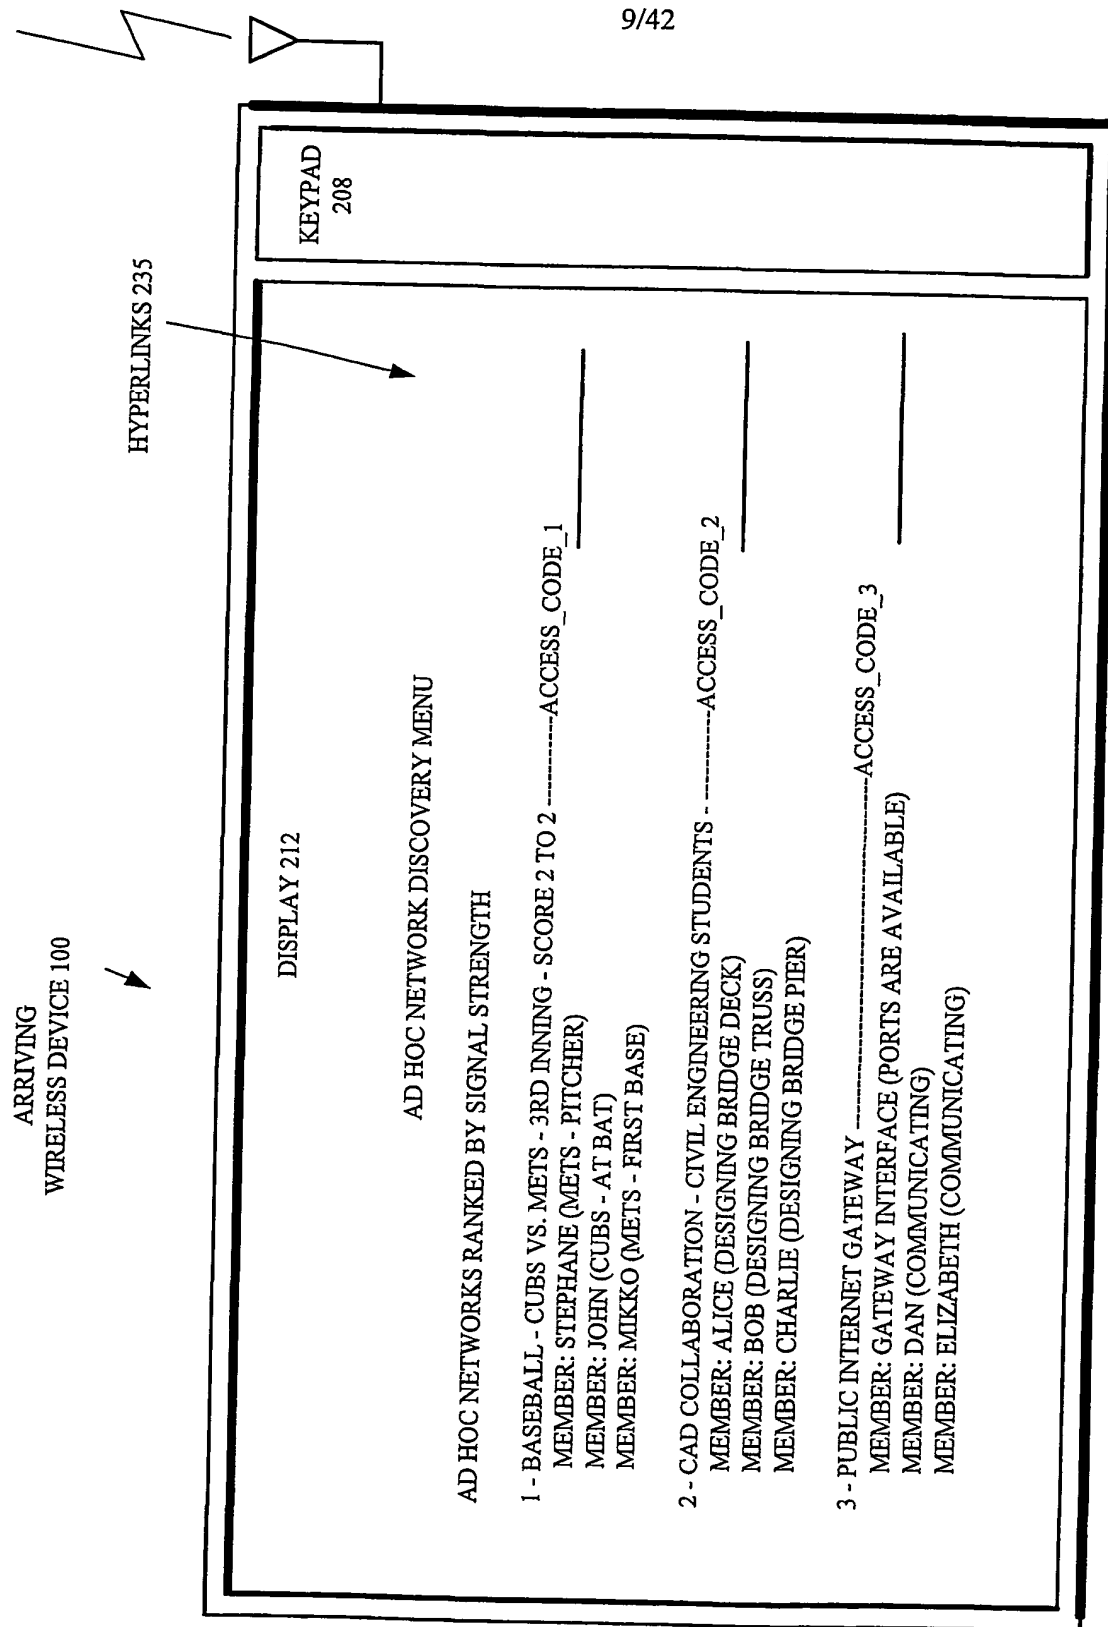 9/42
ARRIVING
WIRELESS DEVICE 100
HYPERLINKS 235
KEYPAD
208
DISPLAY 212
AD HOC NETWORK DISCOVERY MENU
AD HOC NETWORKS RANKED BY SIGNAL STRENGTH
1 - BASEBALL - CUBS VS. METS - 3RD INNING - SCORE 2 TO 2 --------------ACCESS_CODE_1
MEMBER: STEPHANE (METS - PITCHER)
MEMBER: JOHN (CUBS - AT BAT)
MEMBER: MIKKO (METS - FIRST BASE)
2 - CAD COLLABORATION - CIVIL ENGINEERING STUDENTS - ------------ACCESS_CODE_2
MEMBER: ALICE (DESIGNING BRIDGE DECK)
MEMBER: BOB (DESIGNING BRIDGE TRUSS)
MEMBER: CHARLIE (DESIGNING BRIDGE PIER)
3 - PUBLIC INTERNET GATEWAY --------------------------------------------------ACCESS_CODE_3
MEMBER: GATEWAY INTERFACE (PORTS ARE AVAILABLE)
MEMBER: DAN (COMMUNICATING)
MEMBER: ELIZABETH (COMMUNICATING)